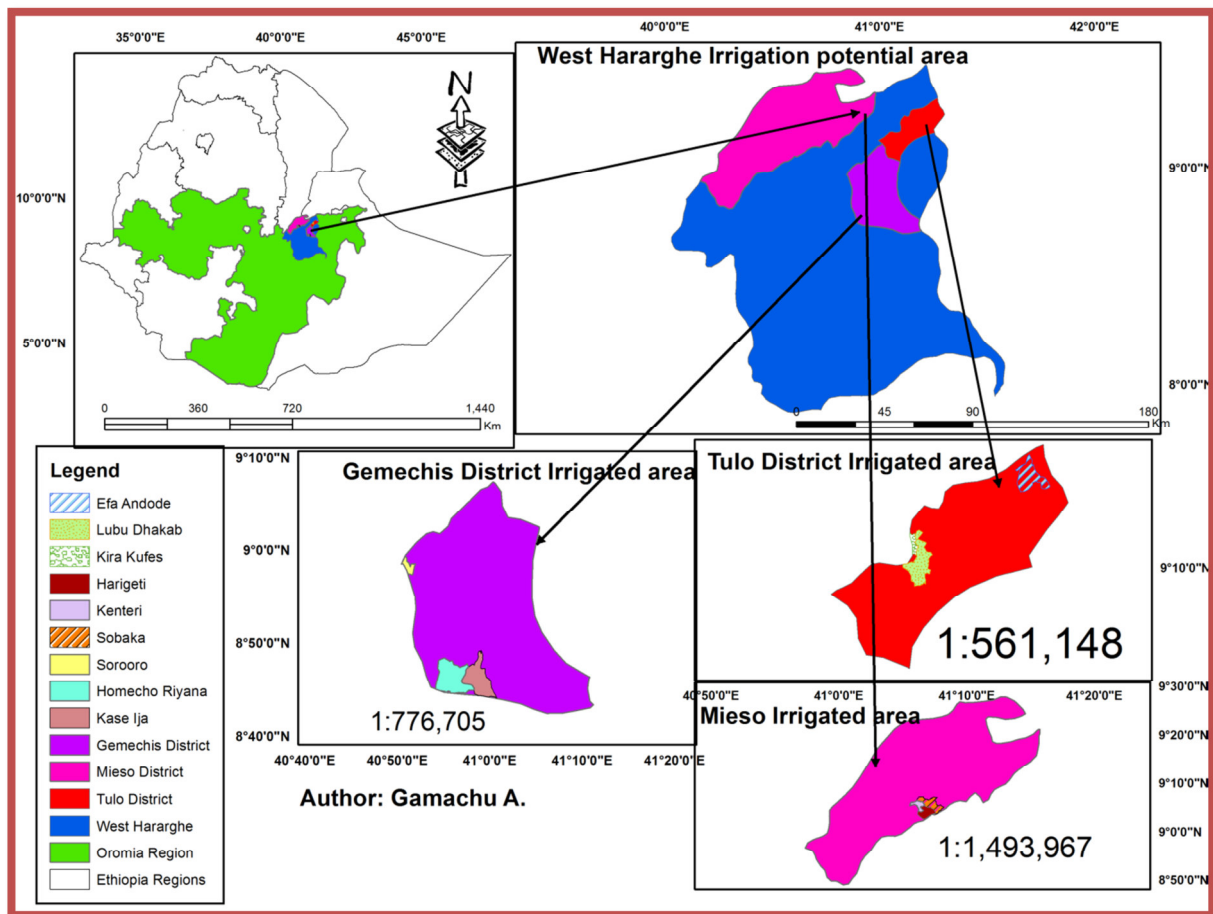 35°0'0"E 40°0'0"E 45°0'0"E
10°0'0"N
5°0'0"N
N
0 360 720 1,440
Km
40°0'0"E 41°0'0"E 42°0'0"E
West Hararghe Irrigation potential area
9°0'0"N
8°0'0"N
0 45 90 180
Km
Legend
Efa Andode
Lubu Dhakab
Kira Kufes
Harigeti
Kenteri
Sobaka
Sorooro
Homecho Riyana
Kase Ija
Gemechis District
Mieso District
Tulo District
West Hararghe
Oromia Region
Ethiopia Regions
Gemechis District Irrigated area
9°10'0"N
9°0'0"N
8°50'0"N
8°40'0"N
1:776,705
40°40'0"E 40°50'0"E 41°0'0"E 41°10'0"E 41°20'0"E
Author: Gamachu A.
Tulo District Irrigated area
9°10'0"N
1:561,148
40°50'0"E 41°0'0"E 41°10'0"E 41°20'0"E
Mieso Irrigated area
9°30'0"N
9°20'0"N
9°10'0"N
9°0'0"N
8°50'0"N
1:1,493,967